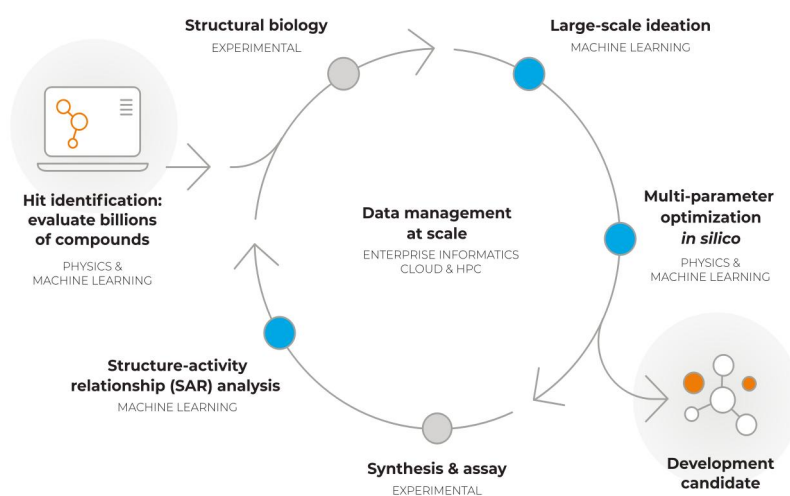 Structural biology
EXPERIMENTAL
Large-scale ideation
MACHINE LEARNING
Hit identification:
evaluate billions
of compounds
PHYSICS &
MACHINE LEARNING
Data management
at scale
ENTERPRISE INFORMATICS
CLOUD & HPC
Multi-parameter
optimization
in silico
PHYSICS &
MACHINE LEARNING
Structure-activity
relationship (SAR) analysis
MACHINE LEARNING
Synthesis & assay
EXPERIMENTAL
Development
candidate